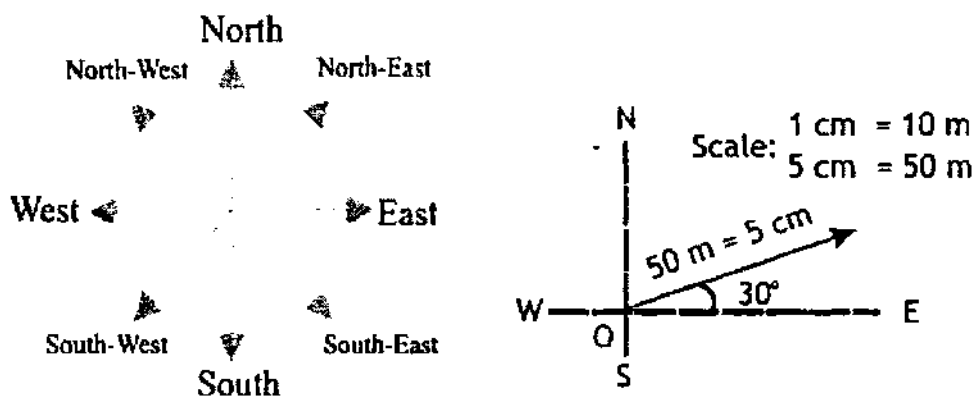 North
North-West
North-East
West
East
South-West
South-East
South
N
Scale: 1 cm = 10 m
5 cm = 50 m
50 m = 5 cm
30°
W
E
O
S